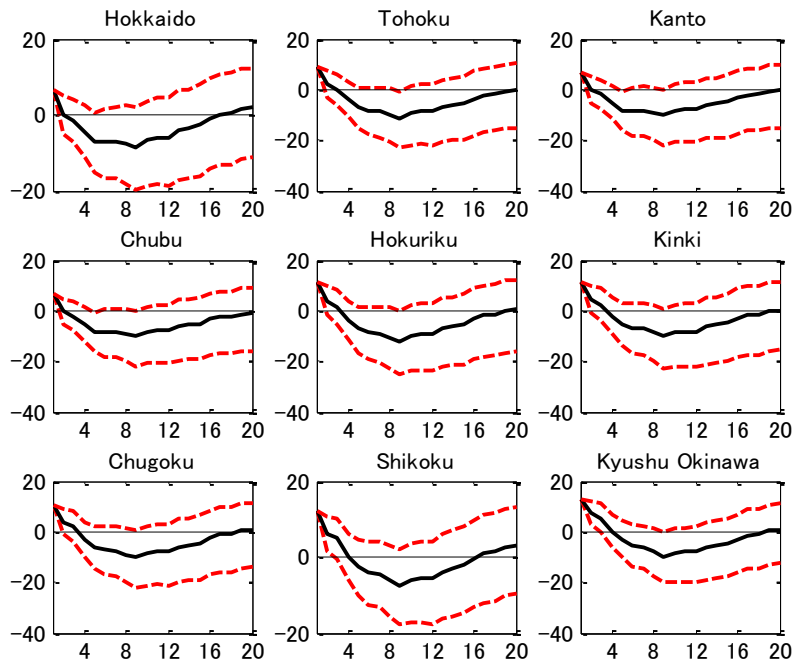 Hokkaido Tohoku Kanto
20 20 20
0 0 0
-20 -20
-20 -40 -40
4 8 12 16 20 4 8 12 16 20 4 8 12 16 20
Chubu Hokuriku Kinki
20 20 20
0 0 0
-20 -20 -20
-40 -40 -40
4 8 12 16 20 4 8 12 16 20 4 8 12 16 20
Chugoku Shikoku Kyushu Okinawa
20 20 20
0 0
0
-20 -20
-40 -20 -40
4 8 12 16 20 4 8 12 16 20 4 8 12 16 20